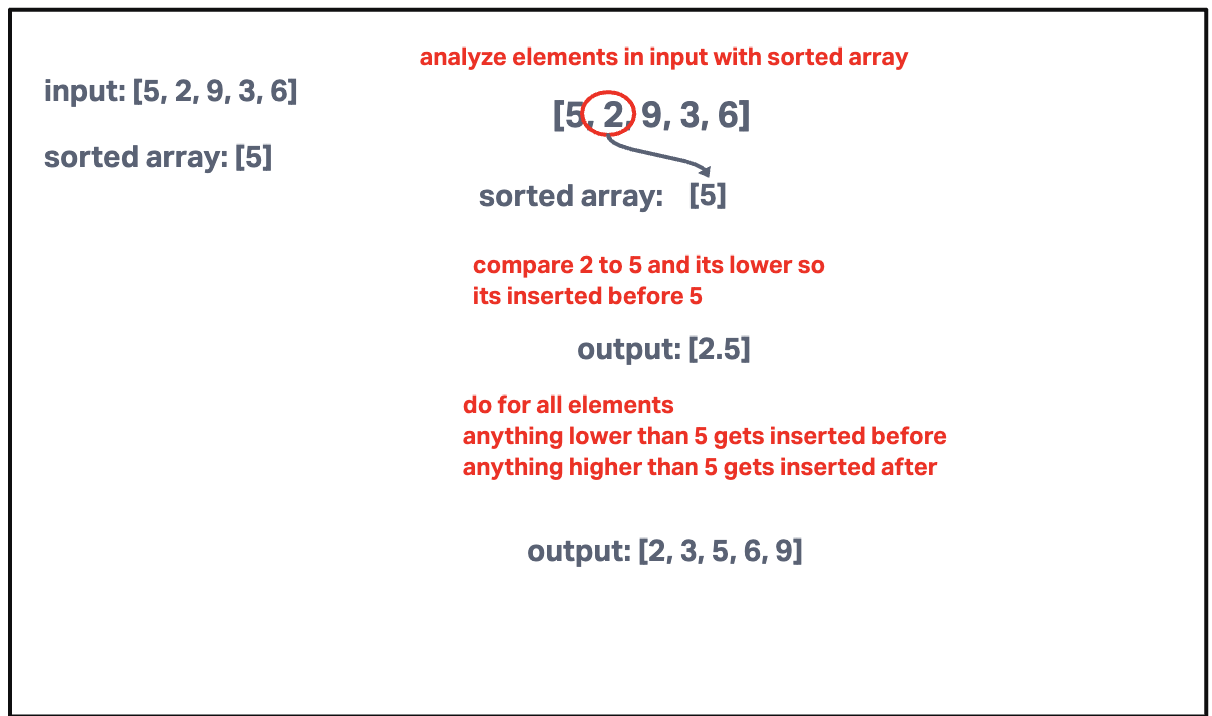 input: [5, 2, 9, 3, 6]
sorted array: [5]
analyze elements in input with sorted array
[5, 2, 9, 3, 6]
sorted array: [5]
compare 2 to 5 and its lower so
its inserted before 5
output: [2.5]
do for all elements
anything lower than 5 gets inserted before
anything higher than 5 gets inserted after
output: [2, 3, 5, 6, 9]